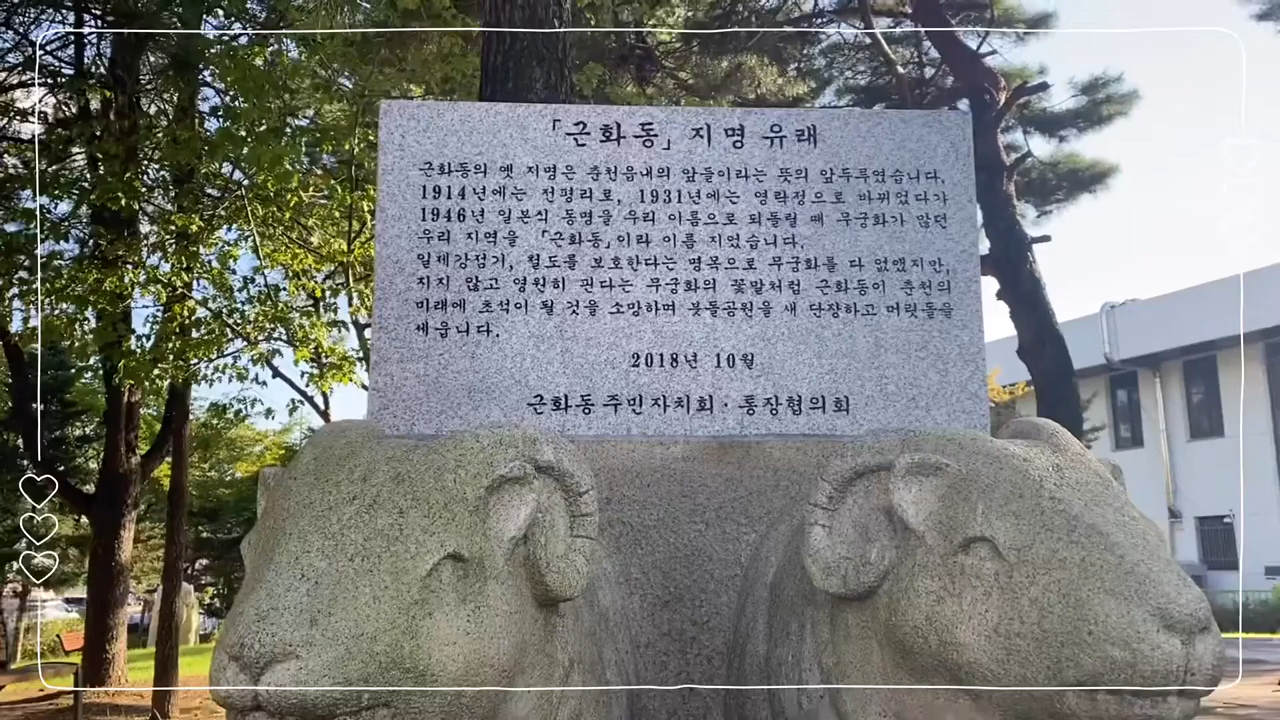 「근화동」 지명 유래
근화동의 옛 지명은 춘천읍내의 앞들이라는 뜻의 앞두루였습니다.
1914년에는 전평리로, 1931년에는 영락정으로 바뀌었다가
1946년 일본식 동명을 우리 이름으로 되돌릴 때 무궁화가 많던
우리 지역을 「근화동」이라 이름 지었습니다.
일제강점기, 철도를 보호한다는 명목으로 무궁화를 다 없앴지만,
지지 않고 영원히 핀다는 무궁화의 꽃말처럼 근화동이 춘천의
미래에 초석이 될 것을 소망하며 붓돌공원을 새 단장하고 머릿돌을
세웁니다.
2018년 10월
근화동주민자치회 · 통장협의회